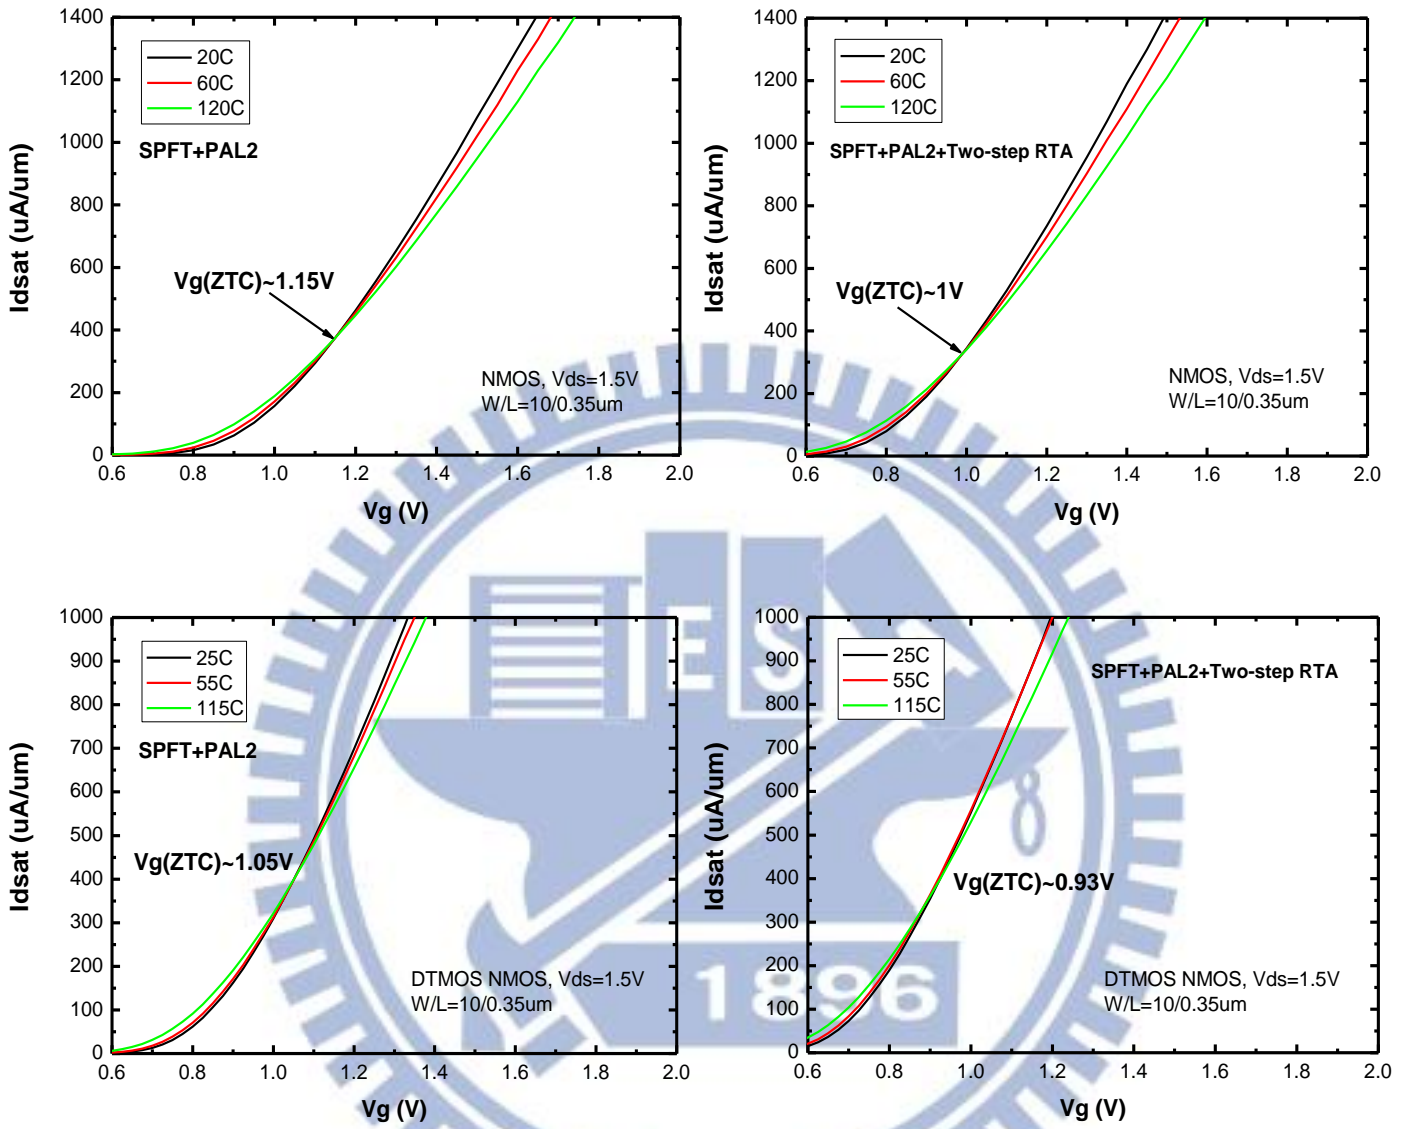 1400
1200
1000
800
600
400
200
0
0.6 0.8 1.0 1.2 1.4 1.6 1.8 2.0
Idsat (uA/um)
Vg (V)
20C
60C
120C
SPFT+PAL2
Vg(ZTC)~1.15V
NMOS, Vds=1.5V
W/L=10/0.35um
1400
1200
1000
800
600
400
200
0
0.6 0.8 1.0 1.2 1.4 1.6 1.8 2.0
Idsat (uA/um)
Vg (V)
20C
60C
120C
SPFT+PAL2+Two-step RTA
Vg(ZTC)~1V
NMOS, Vds=1.5V
W/L=10/0.35um
1000
900
800
700
600
500
400
300
200
100
0
0.6 0.8 1.0 1.2 1.4 1.6 1.8 2.0
Idsat (uA/um)
Vg (V)
25C
55C
115C
SPFT+PAL2
Vg(ZTC)~1.05V
DTMOS NMOS, Vds=1.5V
W/L=10/0.35um
1000
900
800
700
600
500
400
300
200
100
0
0.6 0.8 1.0 1.2 1.4 1.6 1.8 2.0
Idsat (uA/um)
Vg (V)
25C
55C
115C
SPFT+PAL2+Two-step RTA
Vg(ZTC)~0.93V
DTMOS NMOS, Vds=1.5V
W/L=10/0.35um
E S
1896